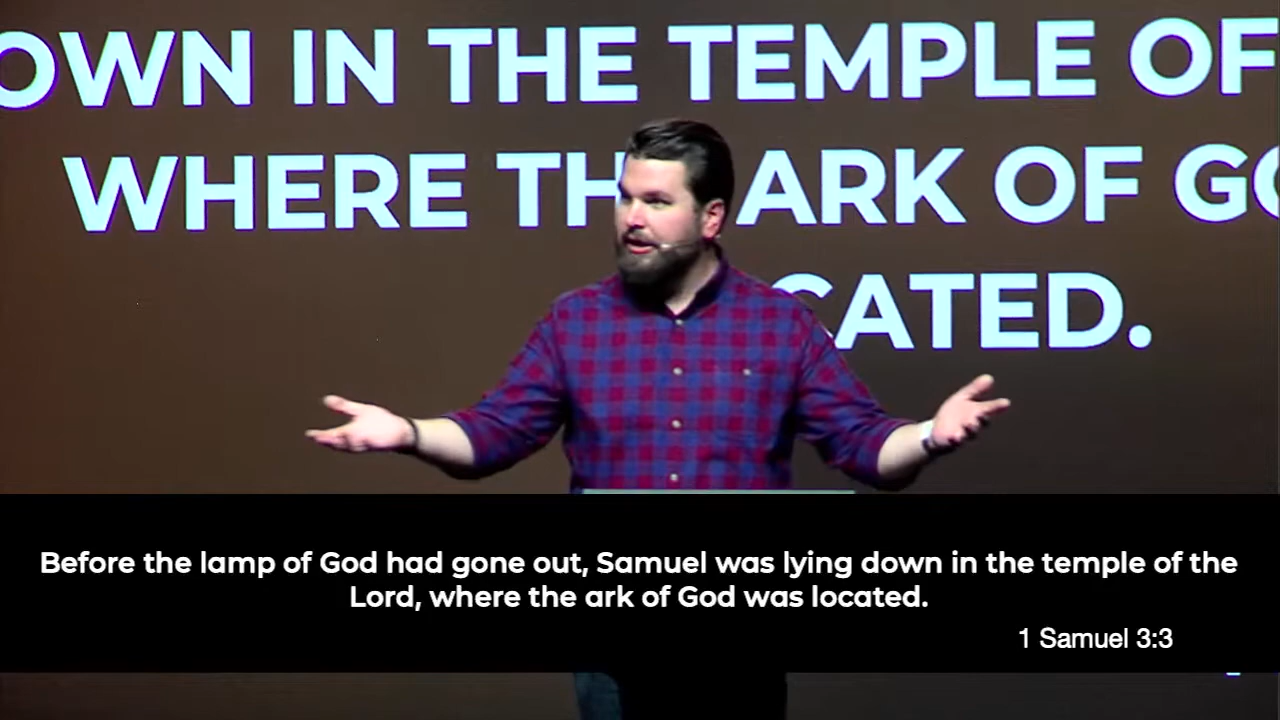 OWN IN THE TEMPLE OF
WHERE TH ARK OF GO
CATED.
Before the lamp of God had gone out, Samuel was lying down in the temple of the
Lord, where the ark of God was located.
1 Samuel 3:3